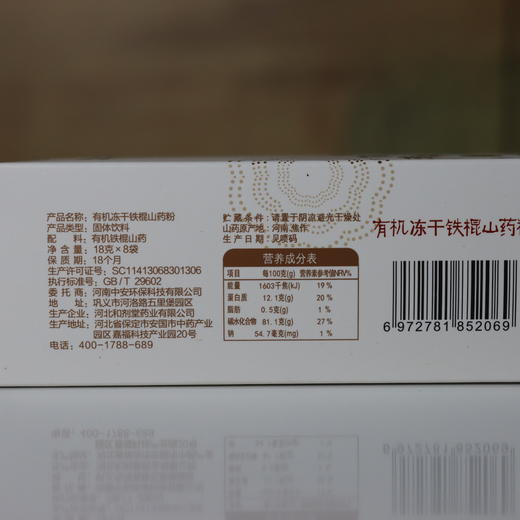 产品名称：有机冻干铁棍山药粉
产品类型：固体饮料
配 料：有机铁棍山药
规 格：18克×8袋
保 质 期：18个月
生产许可证号：SC11413068301306
执行标准号：GB/T 29602
委 托 商：河南中安环保科技有限公司
地 址：巩义市河洛路五里堡园区
生产企业：河北和剂堂药业有限公司
地 址：河北省保定市安国市中药产业
园区嘉福科技产业园20号
电 话：400-1788-689
贮藏条件：请置于阴凉避光干燥处
山药原产地：河南.焦作
生产日期：见喷码
营养成分表
项目 每100克(g) 营养素参考值NRV%
能量 1603千焦(kJ) 19%
蛋白质 12.1克(g) 20%
脂肪 0.5克(g) 1%
碳水化合物 81.1克(g) 27%
钠 54.7毫克(mg) 1%
有机冻干铁棍山药粉
6 972781 852069